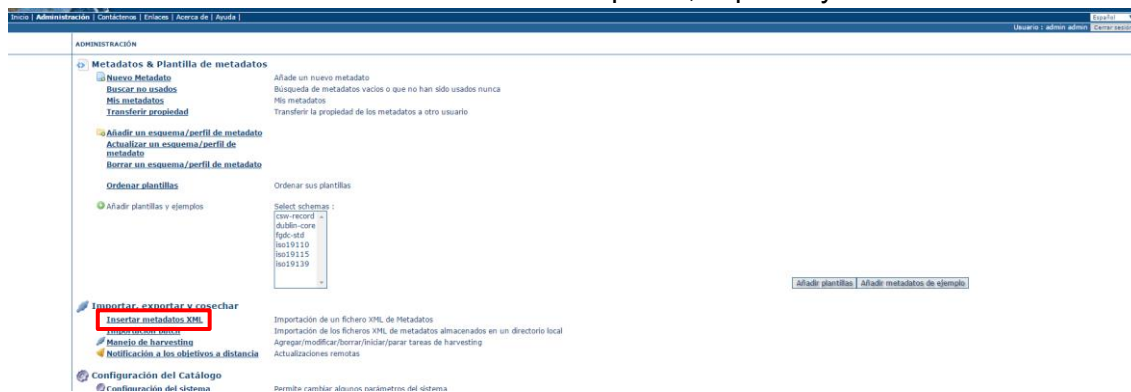 Inicio | Administración | Contáctenos | Enlaces | Acerca de | Ayuda |
Español
Usuario : admin admin Cerrar sesión
ADMINISTRACIÓN
Metadatos & Plantilla de metadatos
Nuevo Metadato Añade un nuevo metadato
Buscar no usados Búsqueda de metadatos vacios o que no han sido usados nunca
Mis metadatos Mis metadatos
Transferir propiedad Transferir la propiedad de los metadatos a otro usuario
Añadir un esquema/perfil de metadato
Actualizar un esquema/perfil de
metadato
Borrar un esquema/perfil de metadato
Ordenar plantillas Ordenar sus plantillas
Añadir plantillas y ejemplos Select schemas :
csw-record
dublin-core
fgdc-std
iso19110
iso19115
iso19139
Añadir plantillas Añadir metadatos de ejemplo
Importar, exportar y cosechar
Insertar metadatos XML Importación de un fichero XML de Metadatos
Importación Batch Importación de los ficheros XML de metadatos almacenados en un directorio local
Manejo de harvesting Agregar/modificar/borrar/iniciar/parar tareas de harvesting
Notificación a los objetivos a distancia Actualizaciones remotas
Configuración del Catálogo
Configuración del sistema Permite cambiar algunos parámetros del sistema